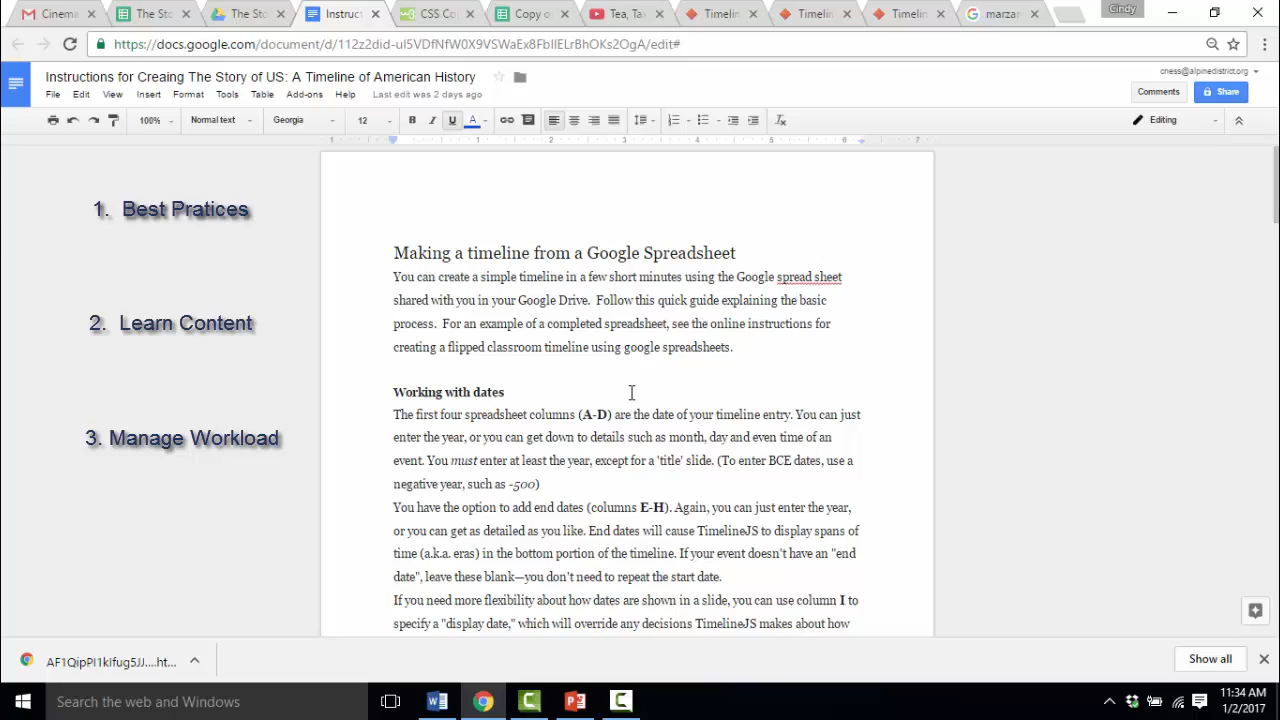 Cinema
The Sto
The Sto
Instruct
CSS Co
Copy o
Tea, Ta
Timelin
Timelin
Timelin
marzar
Cindy
https://docs.google.com/document/d/112z2did-ul5VDfNfW0X9VSWaEx8FbIIELrBhOKs2OgA/edit#
Instructions for Creaing The Story of US: A Timeline of American History
cness@alpinedistrict.org
File Edit View Insert Format Tools Table Add-ons Help Last edit was 2 days ago
Comments Share
100% Normal text Georgia 12 B I U A Editing
1 1 2 3 4 5 6 7
1. Best Pratices
2. Learn Content
3. Manage Workload
Making a timeline from a Google Spreadsheet
You can create a simple timeline in a few short minutes using the Google spread sheet
shared with you in your Google Drive. Follow this quick guide explaining the basic
process. For an example of a completed spreadsheet, see the online instructions for
creating a flipped classroom timeline using google spreadsheets.
Working with dates
The first four spreadsheet columns (A-D) are the date of your timeline entry. You can just
enter the year, or you can get down to details such as month, day and even time of an
event. You must enter at least the year, except for a 'title' slide. (To enter BCE dates, use a
negative year, such as -500)
You have the option to add end dates (columns E-H). Again, you can just enter the year,
or you can get as detailed as you like. End dates will cause TimelineJS to display spans of
time (a.k.a. eras) in the bottom portion of the timeline. If your event doesn't have an "end
date", leave these blank—you don't need to repeat the start date.
If you need more flexibility about how dates are shown in a slide, you can use column I to
specify a "display date," which will override any decisions TimelineJS makes about how
AF1QipPI1kIfug5JJ....ht...
Show all
Search the web and Windows
11:34 AM
1/2/2017